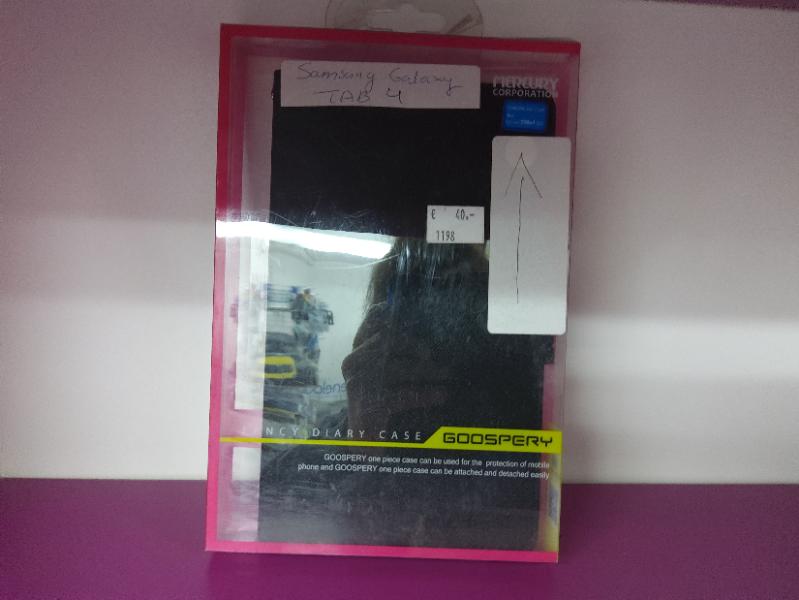 Samsung Galaxy
TAB 4
MERCURY
CORPORATION
€ 40.-
1198
NCY DIARY CASE
GOOSPERY
GOOSPERY one piece case can be used for the protection of mobile
phone and GOOSPERY one piece case can be attached and detached easily